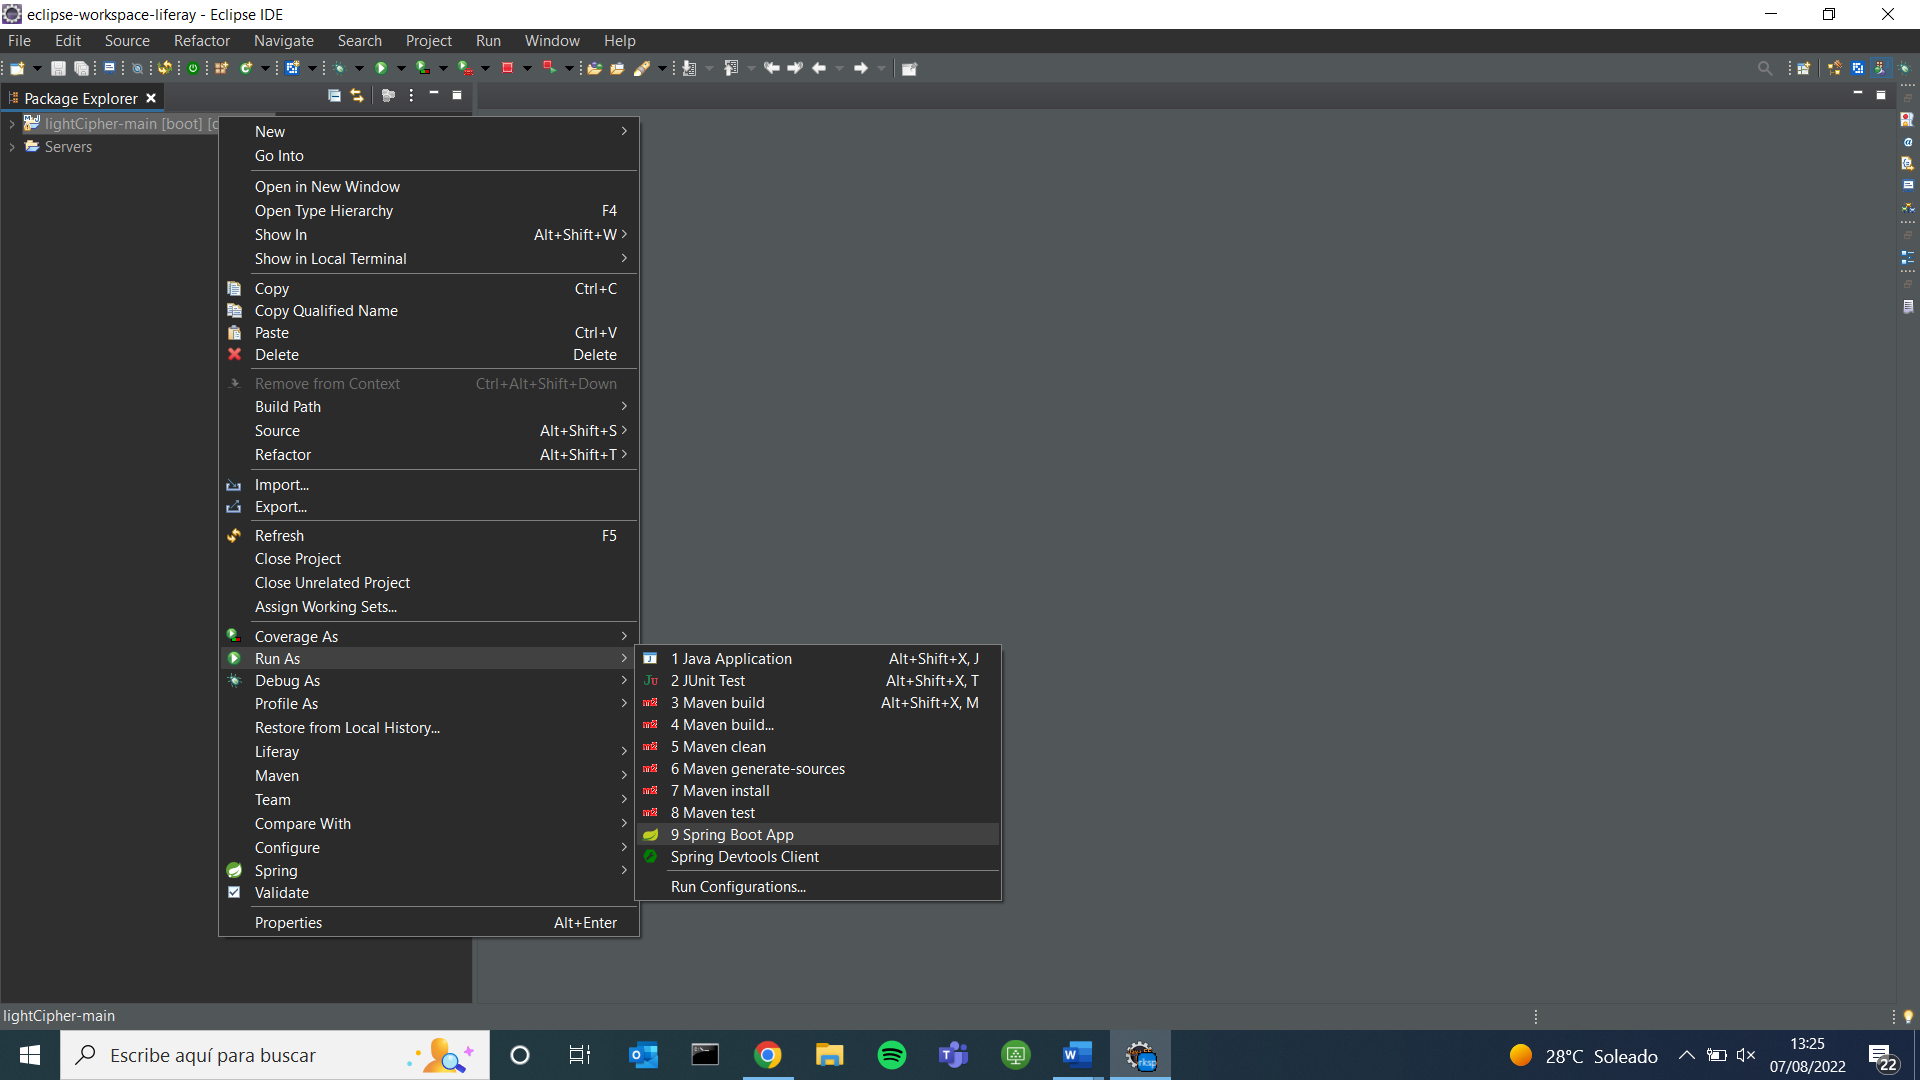 eclipse-workspace-liferay - Eclipse IDE
File Edit Source Refactor Navigate Search Project Run Window Help
Package Explorer
lightCipher-main [boot] [
Servers
New
Go Into
Open in New Window
Open Type Hierarchy F4
Show In Alt+Shift+W
Show in Local Terminal
Copy Ctrl+C
Copy Qualified Name
Paste Ctrl+V
Delete Delete
Remove from Context Ctrl+Alt+Shift+Down
Build Path
Source Alt+Shift+S
Refactor Alt+Shift+T
Import...
Export...
Refresh F5
Close Project
Close Unrelated Project
Assign Working Sets...
Coverage As
Run As
Debug As
Profile As
Restore from Local History...
Liferay
Maven
Team
Compare With
Configure
Spring
Validate
Properties Alt+Enter
1 Java Application Alt+Shift+X, J
2 JUnit Test Alt+Shift+X, T
3 Maven build Alt+Shift+X, M
4 Maven build...
5 Maven clean
6 Maven generate-sources
7 Maven install
8 Maven test
9 Spring Boot App
Spring Devtools Client
Run Configurations...
lightCipher-main
Escribe aquí para buscar
28°C Soleado
13:25
07/08/2022
22